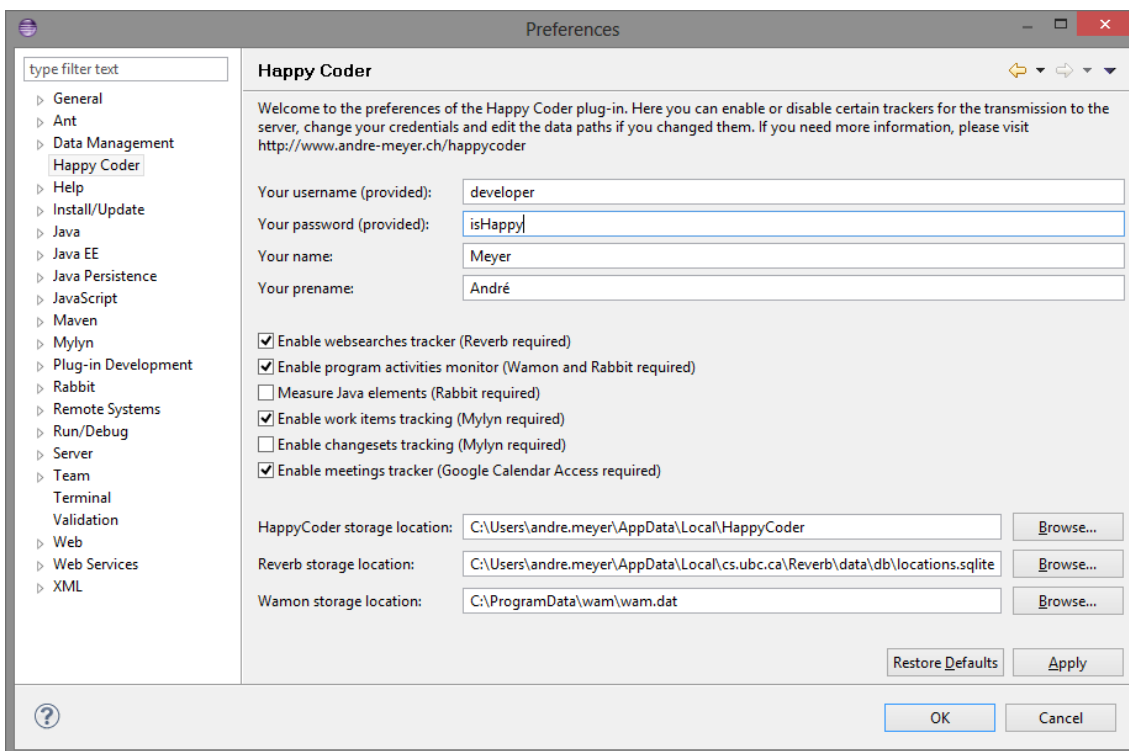 Preferences
type filter text
General
Ant
Data Management
Happy Coder
Help
Install/Update
Java
Java EE
Java Persistence
JavaScript
Maven
Mylyn
Plug-in Development
Rabbit
Remote Systems
Run/Debug
Server
Team
Terminal
Validation
Web
Web Services
XML
Happy Coder
Welcome to the preferences of the Happy Coder plug-in. Here you can enable or disable certain trackers for the transmission to the
server, change your credentials and edit the data paths if you changed them. If you need more information, please visit
http://www.andre-meyer.ch/happycoder
Your username (provided): developer
Your password (provided): isHappy
Your name: Meyer
Your prename: André
Enable websearches tracker (Reverb required)
Enable program activities monitor (Wamon and Rabbit required)
Measure Java elements (Rabbit required)
Enable work items tracking (Mylyn required)
Enable changesets tracking (Mylyn required)
Enable meetings tracker (Google Calendar Access required)
HappyCoder storage location: C:\Users\andre.meyer\AppData\Local\HappyCoder Browse...
Reverb storage location: C:\Users\andre.meyer\AppData\Local\cs.ubc.ca\Reverb\data\db\locations.sqlite Browse...
Wamon storage location: C:\ProgramData\wam\wam.dat Browse...
Restore Defaults Apply
? OK Cancel